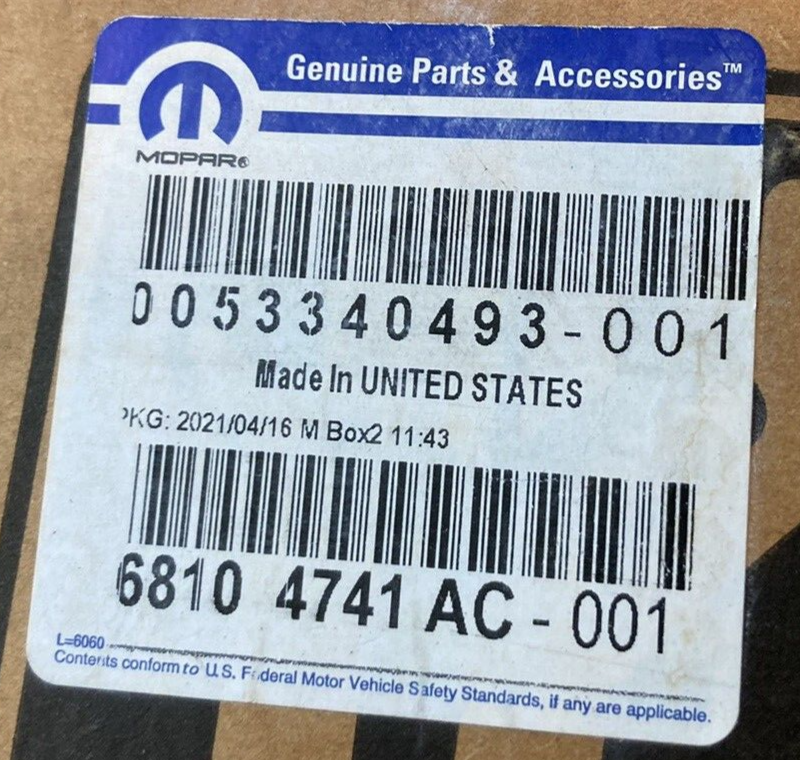 Genuine Parts & Accessories™
MOPAR®
0053340493-001
Made In UNITED STATES
PKG: 2021/04/16 M Box2 11:43
6810 4741 AC - 001
L=6060
Contents conform to U.S. Federal Motor Vehicle Safety Standards, if any are applicable.